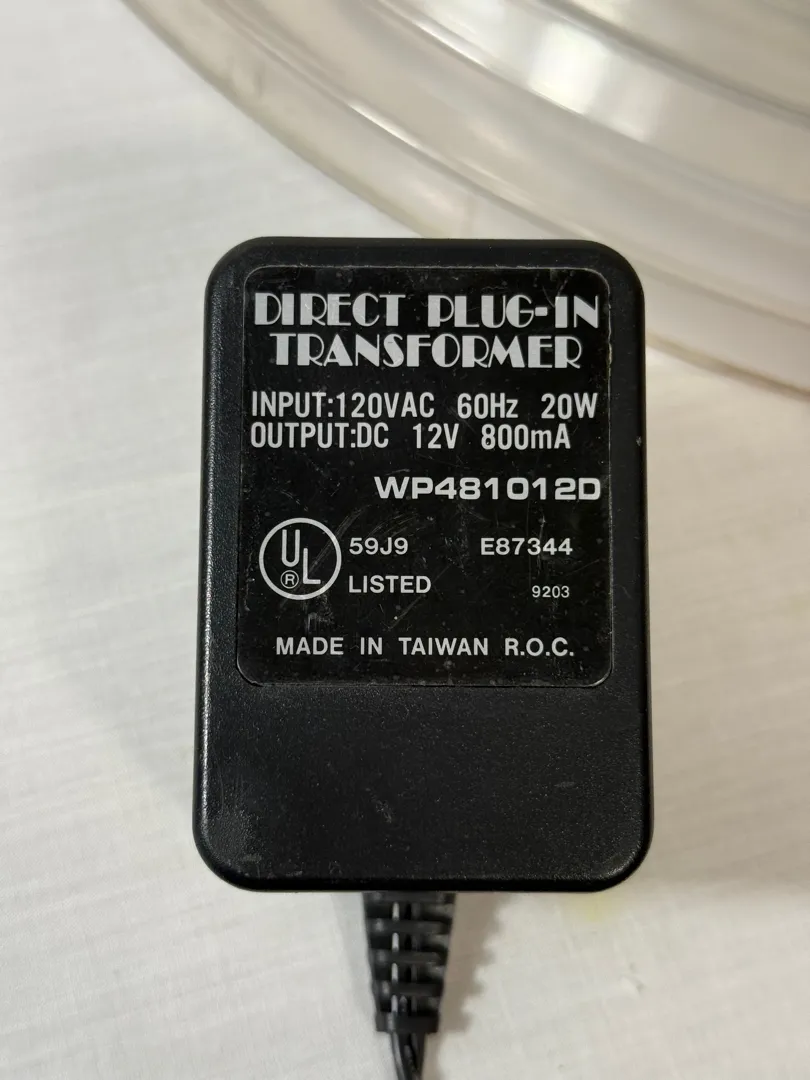 DIRECT PLUG-IN
TRANSFORMER
INPUT:120VAC 60Hz 20W
OUTPUT:DC 12V 800mA
WP481012D
UL ® 59J9 E87344
LISTED 9203
MADE IN TAIWAN R.O.C.